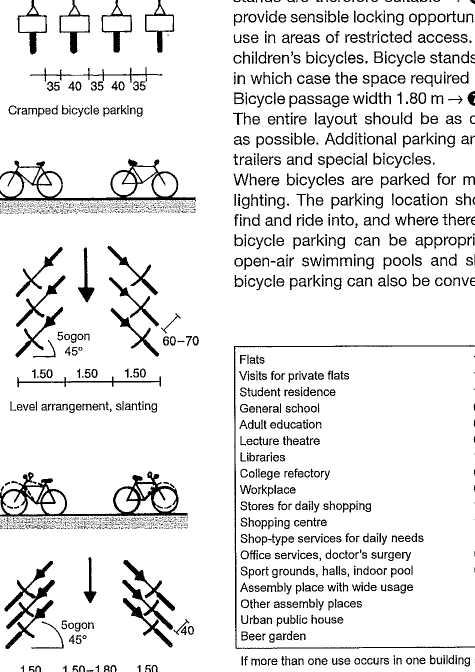 35 40 35 40 35
Cramped bicycle parking
50gon
45°
60–70
1.50 1.50 1.50
Level arrangement, slanting
50gon
45°
40
1.50 1.50–1.80 1.50
stands are therefore suitable →
provide sensible locking opportun
use in areas of restricted access.
children's bicycles. Bicycle stands
in which case the space required
Bicycle passage width 1.80 m →
The entire layout should be as
as possible. Additional parking
trailers and special bicycles.
Where bicycles are parked for
lighting. The parking location
find and ride into, and where there
bicycle parking can be appropri
open-air swimming pools and
bicycle parking can also be conve
Flats
Visits for private flats
Student residence
General school
Adult education
Lecture theatre
Libraries
College refectory
Workplace
Stores for daily shopping
Shopping centre
Shop-type services for daily needs
Office services, doctor's surgery
Sport grounds, halls, indoor pool
Assembly place with wide usage
Other assembly places
Urban public house
Beer garden
If more than one use occurs in one building